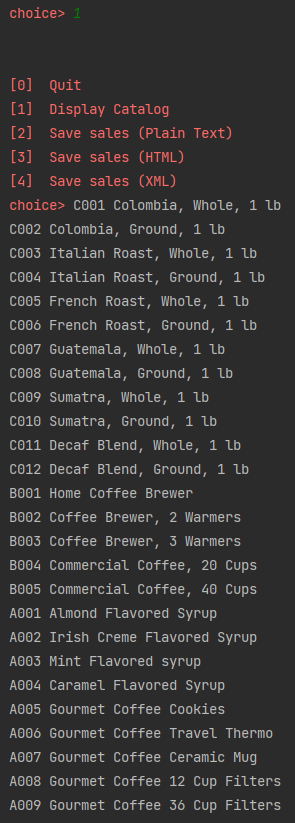 choice> 1
[0]  Quit
[1]  Display Catalog
[2]  Save sales (Plain Text)
[3]  Save sales (HTML)
[4]  Save sales (XML)
choice> C001 Colombia, Whole, 1 lb
C002 Colombia, Ground, 1 lb
C003 Italian Roast, Whole, 1 lb
C004 Italian Roast, Ground, 1 lb
C005 French Roast, Whole, 1 lb
C006 French Roast, Ground, 1 lb
C007 Guatemala, Whole, 1 lb
C008 Guatemala, Ground, 1 lb
C009 Sumatra, Whole, 1 lb
C010 Sumatra, Ground, 1 lb
C011 Decaf Blend, Whole, 1 lb
C012 Decaf Blend, Ground, 1 lb
B001 Home Coffee Brewer
B002 Coffee Brewer, 2 Warmers
B003 Coffee Brewer, 3 Warmers
B004 Commercial Coffee, 20 Cups
B005 Commercial Coffee, 40 Cups
A001 Almond Flavored Syrup
A002 Irish Creme Flavored Syrup
A003 Mint Flavored syrup
A004 Caramel Flavored Syrup
A005 Gourmet Coffee Cookies
A006 Gourmet Coffee Travel Thermo
A007 Gourmet Coffee Ceramic Mug
A008 Gourmet Coffee 12 Cup Filters
A009 Gourmet Coffee 36 Cup Filters